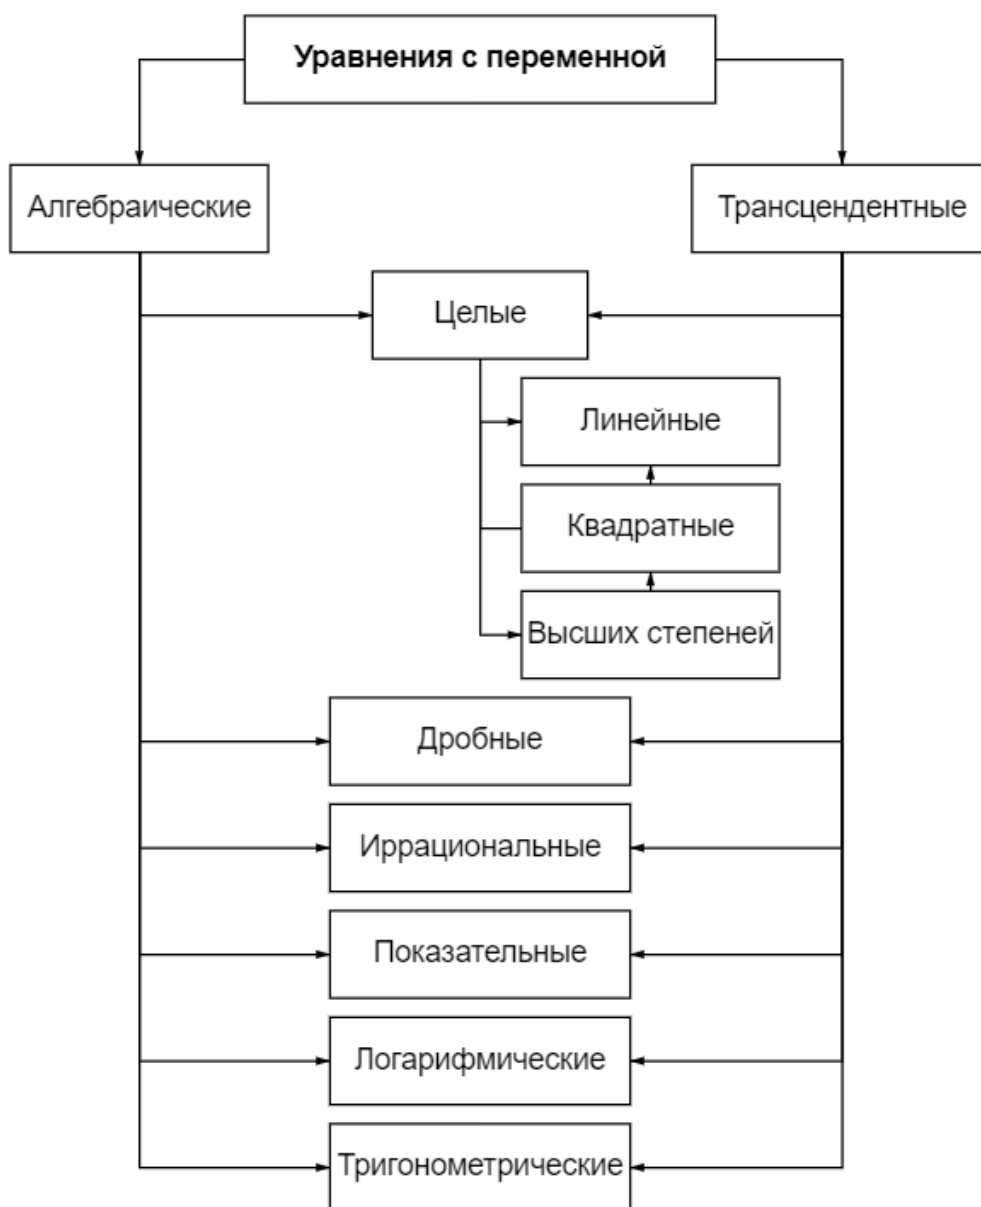 Уравнения с переменной
Алгебраические
Трансцендентные
Целые
Линейные
Квадратные
Высших степеней
Дробные
Иррациональные
Показательные
Логарифмические
Тригонометрические